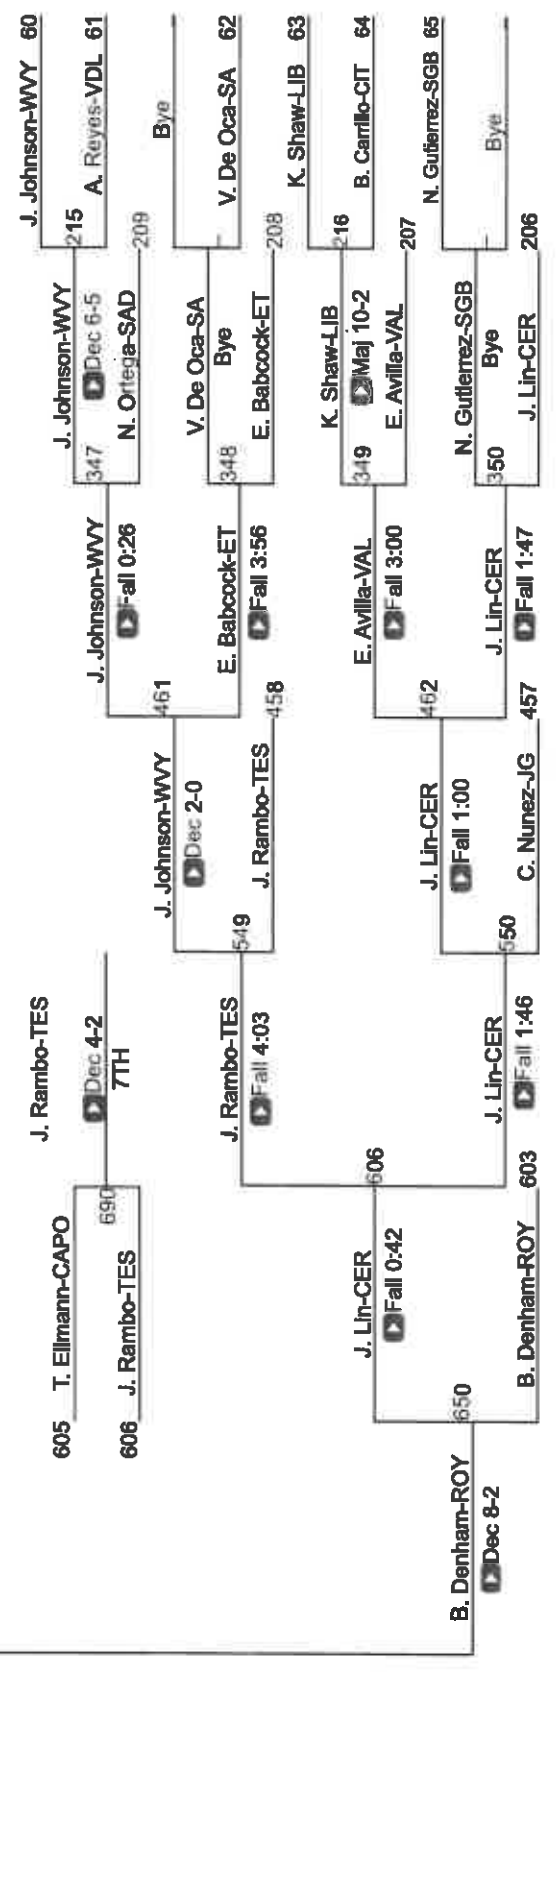 B. Denham-ROY
Dec 8-2
605 T. Ellmann-CAPO
690
606 J. Rambo-TES
J. Rambo-TES
Dec 4-2
7TH
J. Lin-CER
Fall 0:42
650
B. Denham-ROY 603
J. Rambo-TES
Fall 4:03
606
J. Lin-CER
Fall 1:46
J. Johnson-WVY
Dec 2-0
549
J. Rambo-TES 458
J. Lin-CER
Fall 1:00
550
C. Nunez-JG 457
J. Johnson-WVY
Fall 0:26
461
E. Babcock-ET
Fall 3:56
E. Avilla-VAL
Fall 3:00
462
J. Lin-CER
Fall 1:47
J. Johnson-WVY
347 Dec 6-5
N. Ortega-SAD 209
V. De Oca-SA
348 Bye
E. Babcock-ET 208
K. Shaw-LIB
349 Maj 10-2
E. Avilla-VAL 207
N. Gutierrez-SGB
350 Bye
J. Lin-CER 206
J. Johnson-WVY 60
215
A. Reyes-VDL 61
Bye
V. De Oca-SA 62
K. Shaw-LIB 63
216
B. Carrillo-CIT 64
N. Gutierrez-SGB 65
Bye